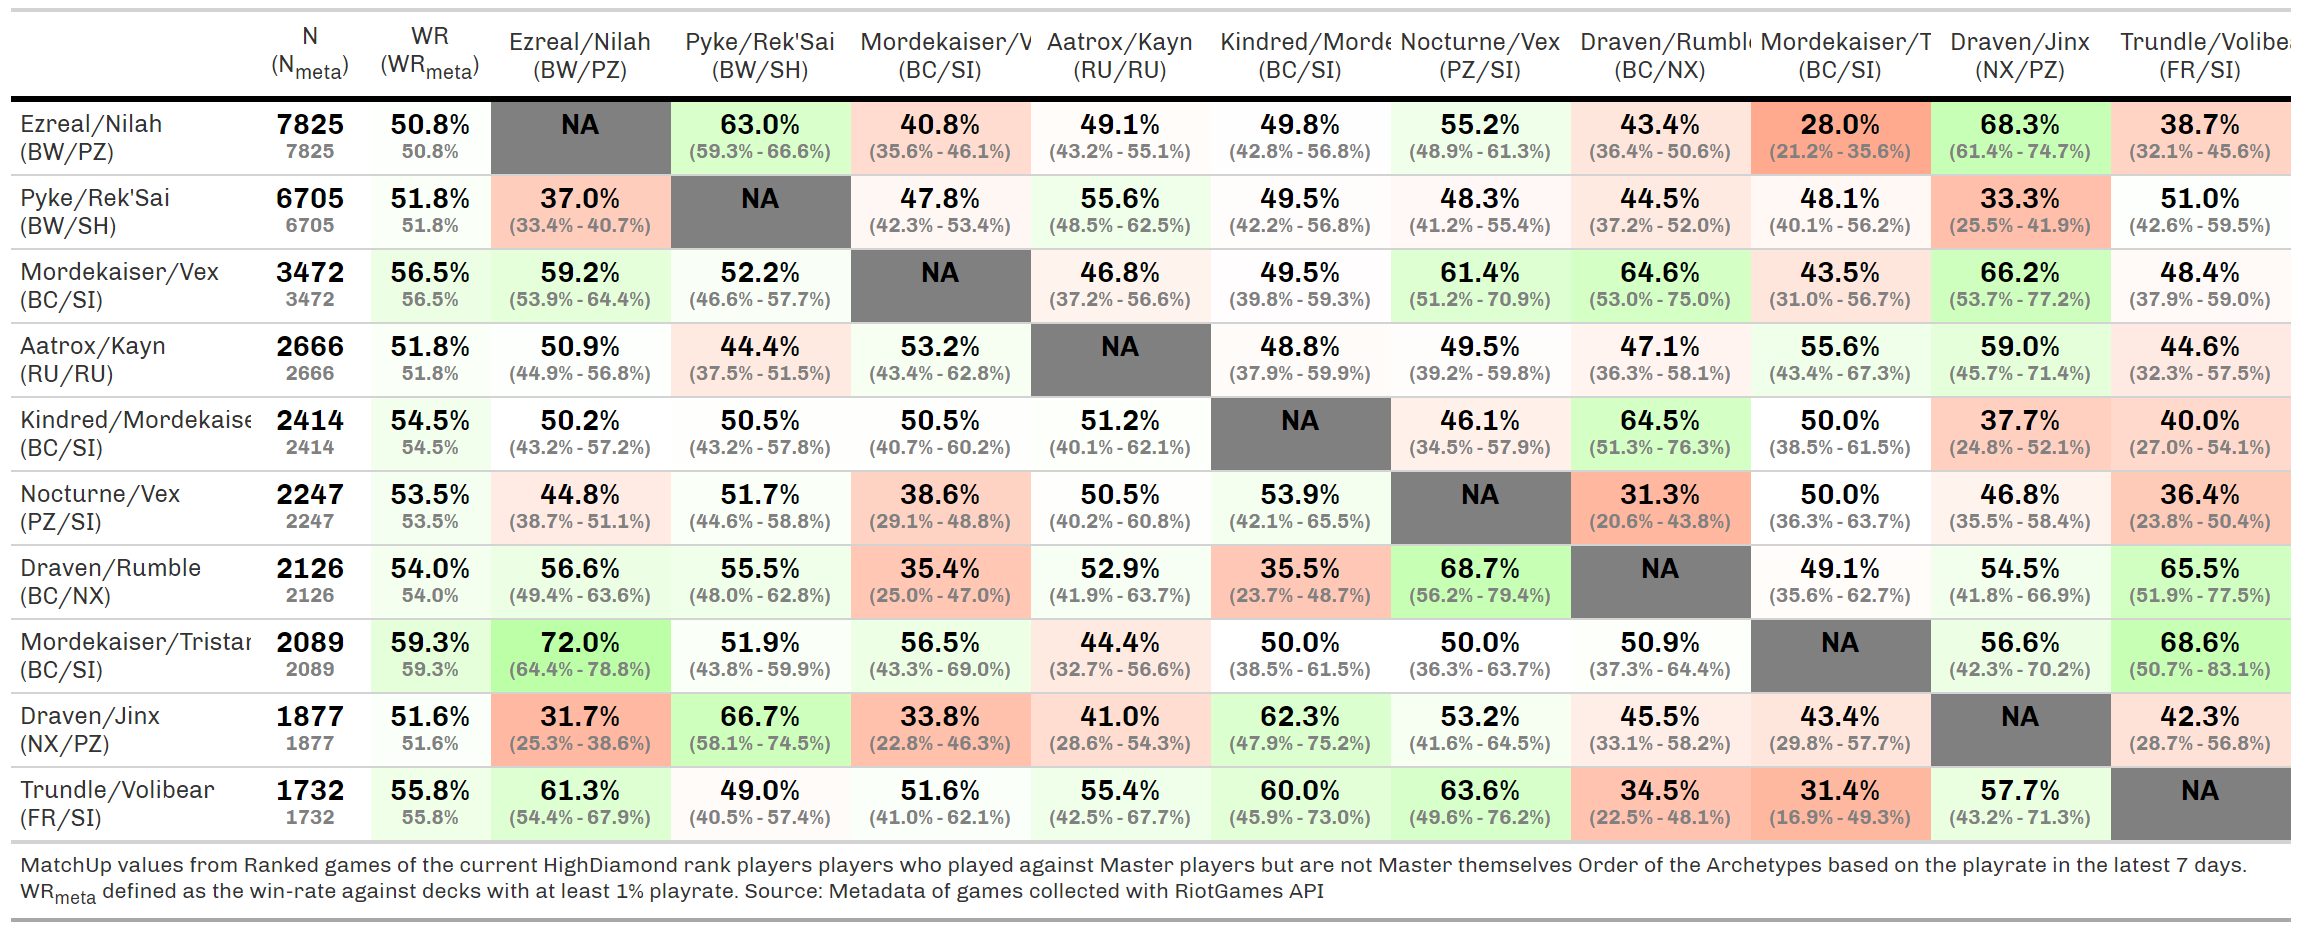 N WR Ezreal/Nilah Pyke/Rek'Sai Mordekaiser/V Aatrox/Kayn Kindred/Morde Nocturne/Vex Draven/Rumbl Mordekaiser/T Draven/Jinx Trundle/Volibea
(Nmeta) (WRmeta) (BW/PZ) (BW/SH) (BC/SI) (RU/RU) (BC/SI) (PZ/SI) (BC/NX) (BC/SI) (NX/PZ) (FR/SI)
Ezreal/Nilah 7825 50.8% NA 63.0% 40.8% 49.1% 49.8% 55.2% 43.4% 28.0% 68.3% 38.7%
(BW/PZ) 7825 50.8% (59.3% - 66.6%) (35.6% - 46.1%) (43.2% - 55.1%) (42.8% - 56.8%) (48.9% - 61.3%) (36.4% - 50.6%) (21.2% - 35.6%) (61.4% - 74.7%) (32.1% - 45.6%)
Pyke/Rek'Sai 6705 51.8% 37.0% NA 47.8% 55.6% 49.5% 48.3% 44.5% 48.1% 33.3% 51.0%
(BW/SH) 6705 51.8% (33.4% - 40.7%) (42.3% - 53.4%) (48.5% - 62.5%) (42.2% - 56.8%) (41.2% - 55.4%) (37.2% - 52.0%) (40.1% - 56.2%) (25.5% - 41.9%) (42.6% - 59.5%)
Mordekaiser/Vex 3472 56.5% 59.2% 52.2% NA 46.8% 49.5% 61.4% 64.6% 43.5% 66.2% 48.4%
(BC/SI) 3472 56.5% (53.9% - 64.4%) (46.6% - 57.7%) (37.2% - 56.6%) (39.8% - 59.3%) (51.2% - 70.9%) (53.0% - 75.0%) (31.0% - 56.7%) (53.7% - 77.2%) (37.9% - 59.0%)
Aatrox/Kayn 2666 51.8% 50.9% 44.4% 53.2% NA 48.8% 49.5% 47.1% 55.6% 59.0% 44.6%
(RU/RU) 2666 51.8% (44.9% - 56.8%) (37.5% - 51.5%) (43.4% - 62.8%) (37.9% - 59.9%) (39.2% - 59.8%) (36.3% - 58.1%) (43.4% - 67.3%) (45.7% - 71.4%) (32.3% - 57.5%)
Kindred/Mordekaise 2414 54.5% 50.2% 50.5% 50.5% 51.2% NA 46.1% 64.5% 50.0% 37.7% 40.0%
(BC/SI) 2414 54.5% (43.2% - 57.2%) (43.2% - 57.8%) (40.7% - 60.2%) (40.1% - 62.1%) (34.5% - 57.9%) (51.3% - 76.3%) (38.5% - 61.5%) (24.8% - 52.1%) (27.0% - 54.1%)
Nocturne/Vex 2247 53.5% 44.8% 51.7% 38.6% 50.5% 53.9% NA 31.3% 50.0% 46.8% 36.4%
(PZ/SI) 2247 53.5% (38.7% - 51.1%) (44.6% - 58.8%) (29.1% - 48.8%) (40.2% - 60.8%) (42.1% - 65.5%) (20.6% - 43.8%) (36.3% - 63.7%) (35.5% - 58.4%) (23.8% - 50.4%)
Draven/Rumble 2126 54.0% 56.6% 55.5% 35.4% 52.9% 35.5% 68.7% NA 49.1% 54.5% 65.5%
(BC/NX) 2126 54.0% (49.4% - 63.6%) (48.0% - 62.8%) (25.0% - 47.0%) (41.9% - 63.7%) (23.7% - 48.7%) (56.2% - 79.4%) (35.6% - 62.7%) (41.8% - 66.9%) (51.9% - 77.5%)
Mordekaiser/Tristar 2089 59.3% 72.0% 51.9% 56.5% 44.4% 50.0% 50.0% 50.9% NA 56.6% 68.6%
(BC/SI) 2089 59.3% (64.4% - 78.8%) (43.8% - 59.9%) (43.3% - 69.0%) (32.7% - 56.6%) (38.5% - 61.5%) (36.3% - 63.7%) (37.3% - 64.4%) (42.3% - 70.2%) (50.7% - 83.1%)
Draven/Jinx 1877 51.6% 31.7% 66.7% 33.8% 41.0% 62.3% 53.2% 45.5% 43.4% NA 42.3%
(NX/PZ) 1877 51.6% (25.3% - 38.6%) (58.1% - 74.5%) (22.8% - 46.3%) (28.6% - 54.3%) (47.9% - 75.2%) (41.6% - 64.5%) (33.1% - 58.2%) (29.8% - 57.7%) (28.7% - 56.8%)
Trundle/Volibear 1732 55.8% 61.3% 49.0% 51.6% 55.4% 60.0% 63.6% 34.5% 31.4% 57.7% NA
(FR/SI) 1732 55.8% (54.4% - 67.9%) (40.5% - 57.4%) (41.0% - 62.1%) (42.5% - 67.7%) (45.9% - 73.0%) (49.6% - 76.2%) (22.5% - 48.1%) (16.9% - 49.3%) (43.2% - 71.3%)
MatchUp values from Ranked games of the current HighDiamond rank players players who played against Master players but are not Master themselves Order of the Archetypes based on the playrate in the latest 7 days.
WRmeta defined as the win-rate against decks with at least 1% playrate. Source: Metadata of games collected with RiotGames API